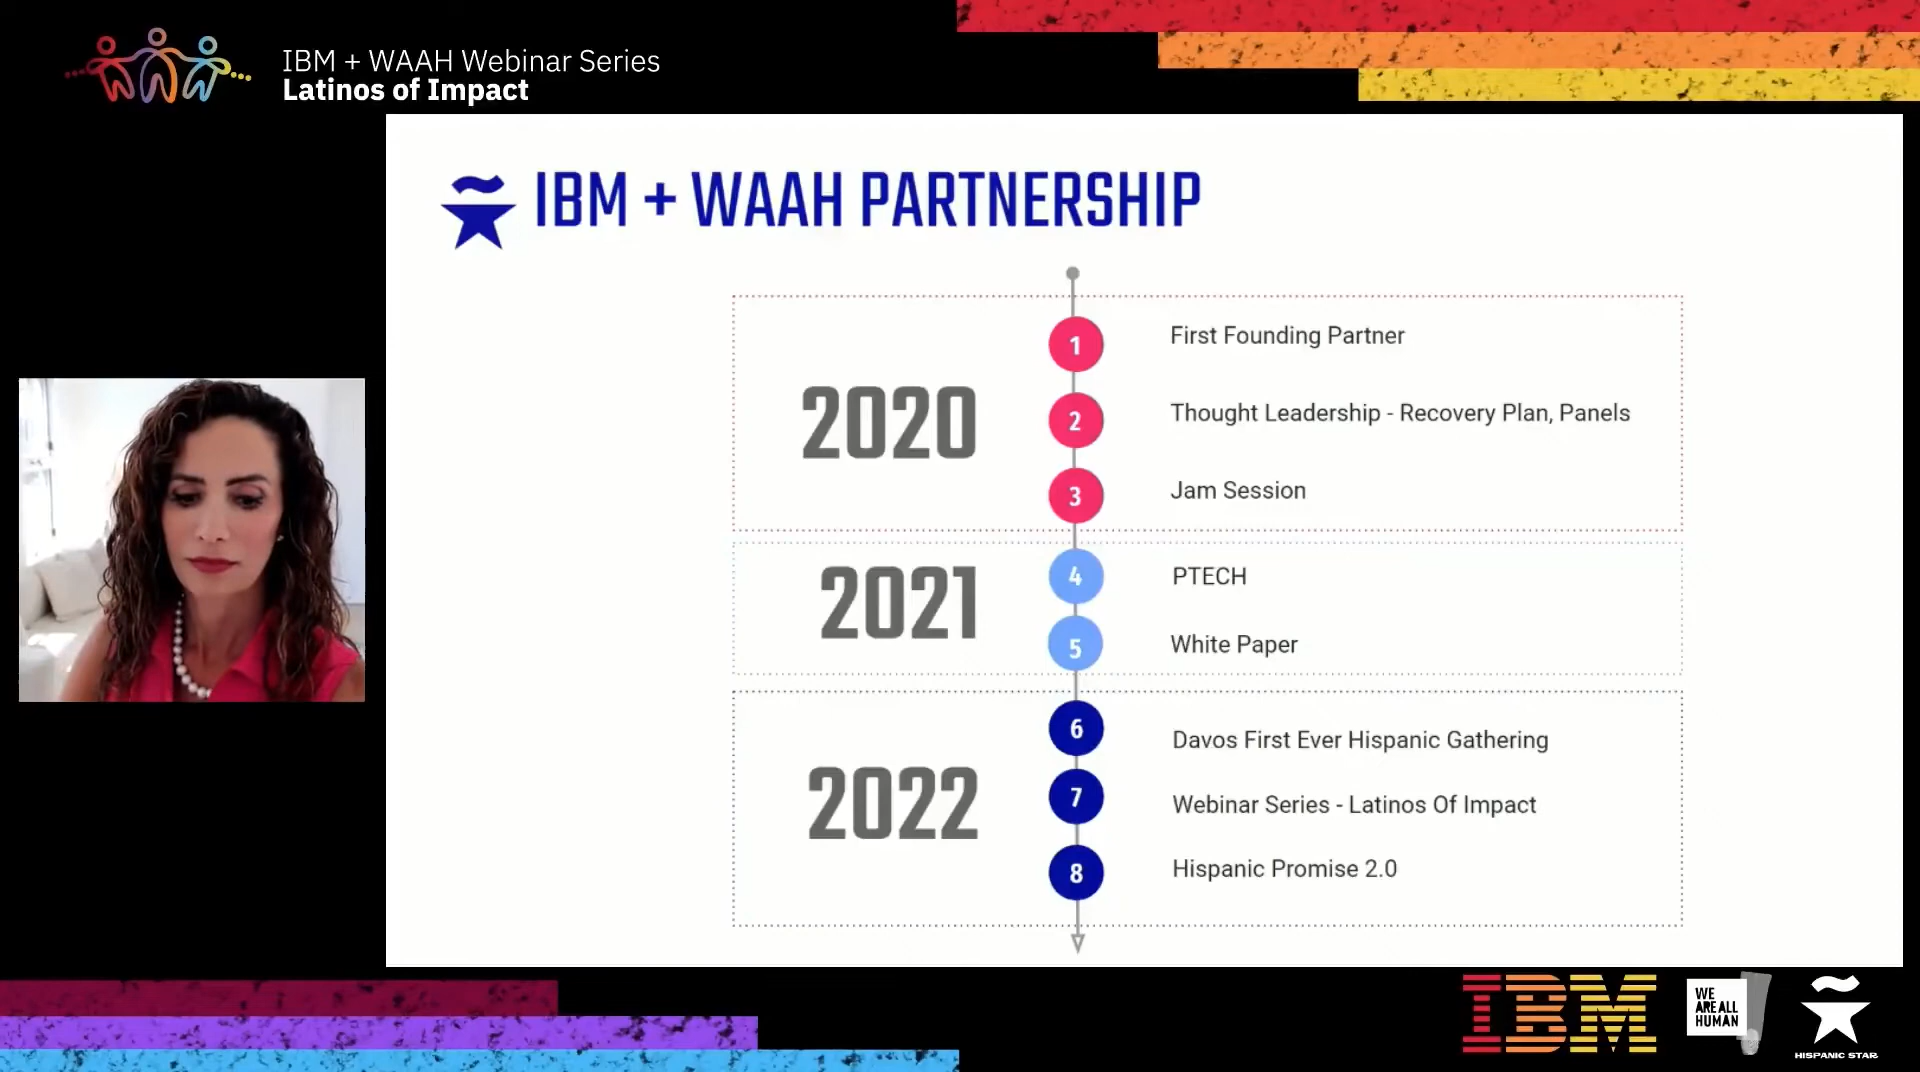 IBM + WAAH Webinar Series
Latinos of Impact
IBM + WAAH PARTNERSHIP
2020
1 First Founding Partner
2 Thought Leadership - Recovery Plan, Panels
3 Jam Session
2021
4 PTECH
5 White Paper
2022
6 Davos First Ever Hispanic Gathering
7 Webinar Series - Latinos Of Impact
8 Hispanic Promise 2.0
IBM
WE
ARE ALL
HUMAN
HISPANIC STAR